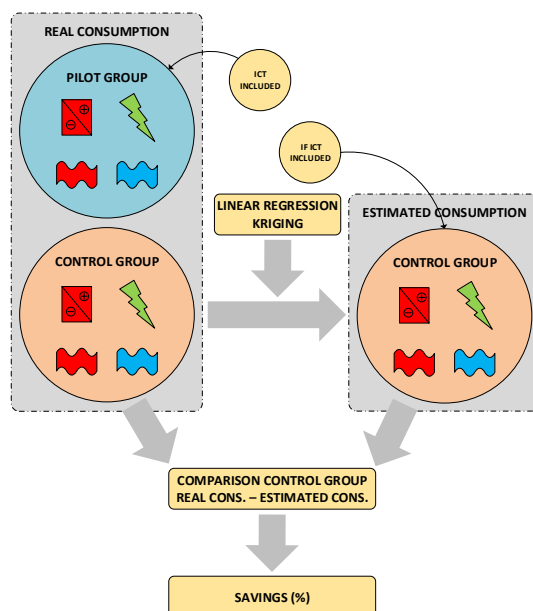 REAL CONSUMPTION
PILOT GROUP
ICT
INCLUDED
IF ICT
INCLUDED
LINEAR REGRESSION
KRIGING
ESTIMATED CONSUMPTION
CONTROL GROUP
CONTROL GROUP
COMPARISON CONTROL GROUP
REAL CONS. – ESTIMATED CONS.
SAVINGS (%)